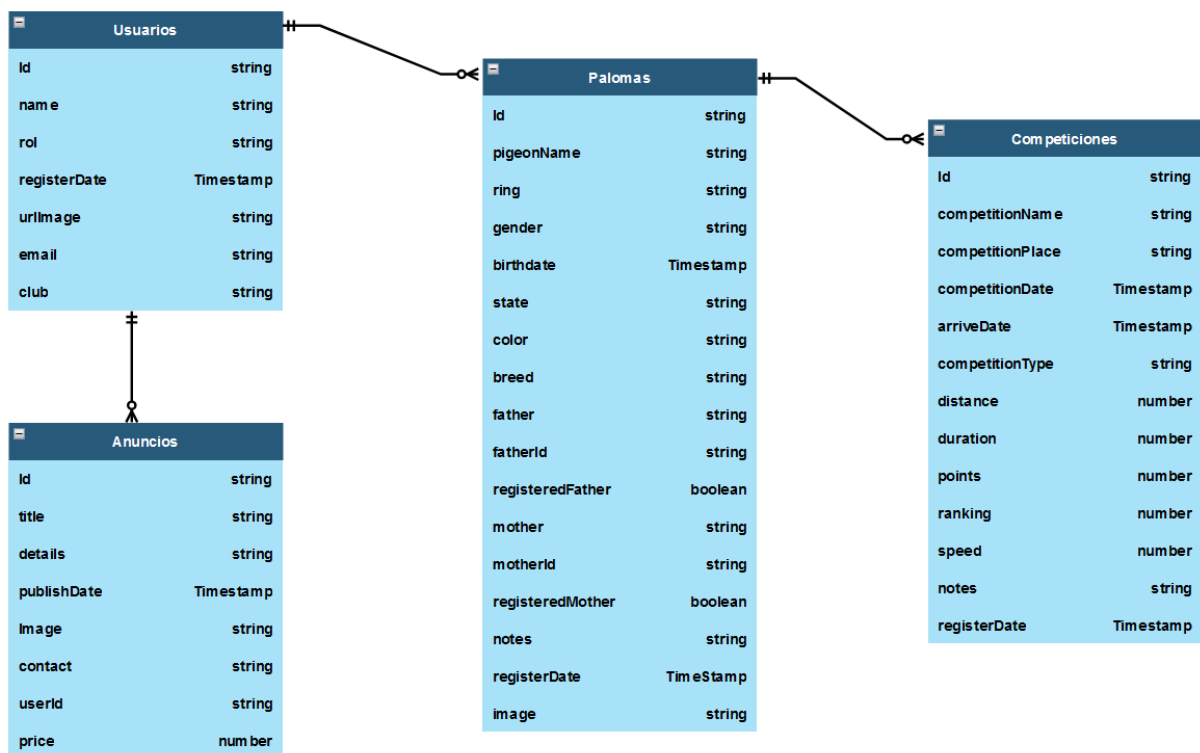 Usuarios
Id string
name string
rol string
registerDate Timestamp
urlImage string
email string
club string
Anuncios
Id string
title string
details string
publishDate Timestamp
Image string
contact string
userId string
price number
Palomas
Id string
pigeonName string
ring string
gender string
birthdate Timestamp
state string
color string
breed string
father string
fatherId string
registeredFather boolean
mother string
motherId string
registeredMother boolean
notes string
registerDate TimeStamp
image string
Competiciones
Id string
competitionName string
competitionPlace string
competitionDate Timestamp
arriveDate Timestamp
competitionType string
distance number
duration number
points number
ranking number
speed number
notes string
registerDate Timestamp